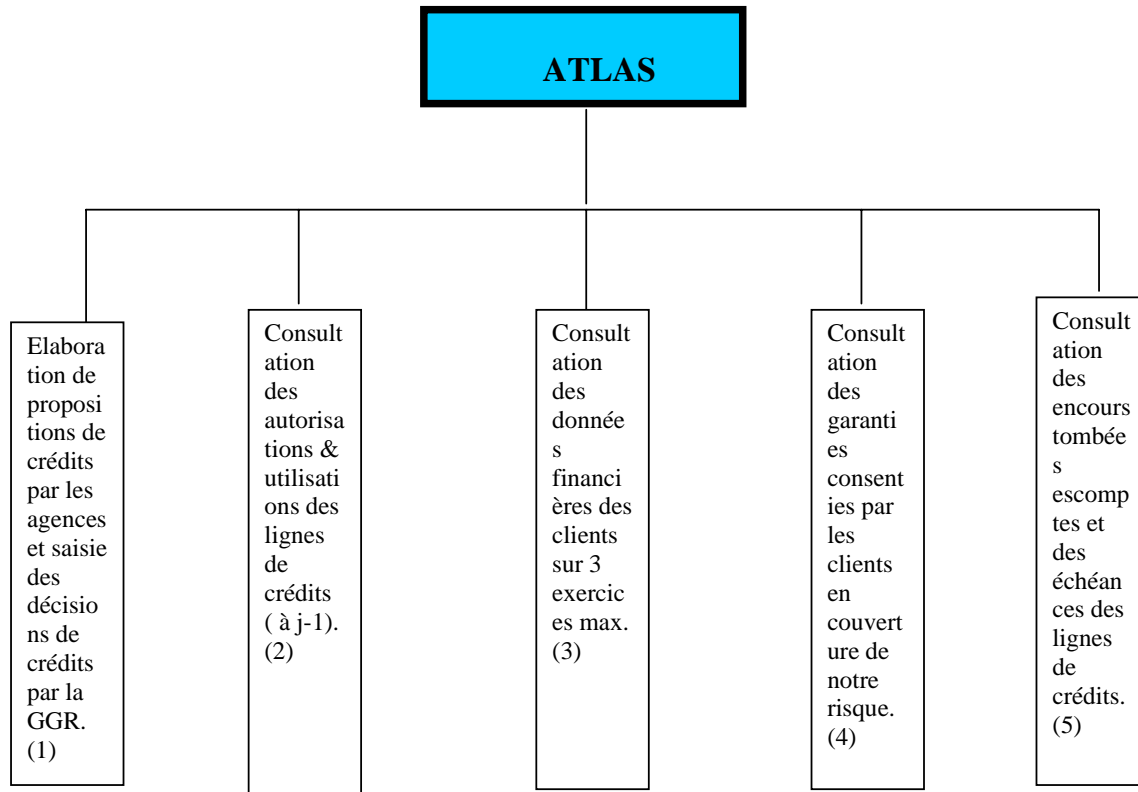 ATLAS
Elabora
tion de
proposi
tions de
crédits
par les
agences
et saisie
des
décisio
ns de
crédits
par la
GGR.
(1)
Consult
ation
des
autorisa
tions &
utilisati
ons des
lignes
de
crédits
( à j-1).
(2)
Consult
ation
des
donnée
s
financi
ères des
clients
sur 3
exercic
es max.
(3)
Consult
ation
des
garanti
es
consent
ies par
les
clients
en
couvert
ure de
notre
risque.
(4)
Consult
ation
des
encours
tombée
s
escomp
tes et
des
échéan
ces des
lignes
de
crédits.
(5)